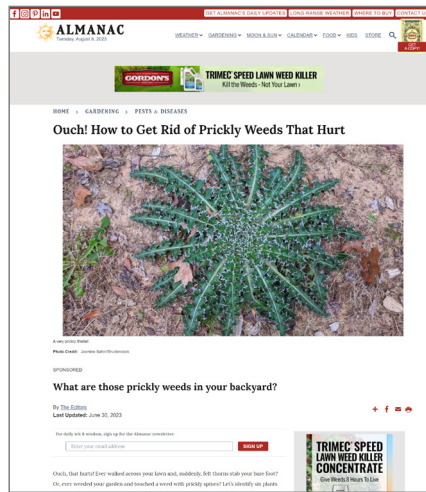 GET ALMANAC'S DAILY UPDATES LONG RANGE WEATHER WHERE TO BUY CONTACT U
ALMANAC
Tuesday, August 8, 2023
WEATHER GARDENING MOON & SUN CALENDAR FOOD KIDS STORE
GET A COPY!
GORDON'S
TRIMEC SPEED LAWN WEED KILLER
Kill the Weeds - Not Your Lawn ›
HOME › GARDENING › PESTS & DISEASES
Ouch! How to Get Rid of Prickly Weeds That Hurt
A very prickly thistle!
Photo Credit
SPONSORED
What are those prickly weeds in your backyard?
By The Editors
Last Updated: June 30, 2023
For daily wit & wisdom, sign up for the Almanac newsletter.
Enter your email address
SIGN UP
Ouch, that hurts! Ever walked across your lawn and, suddenly, felt thorns stab your bare foot?
Or, ever weeded your garden and touched a weed with prickly spines? Let's identify six plants
TRIMEC® SPEED
LAWN WEED KILLER
CONCENTRATE
Give Weeds 8 Hours To Live